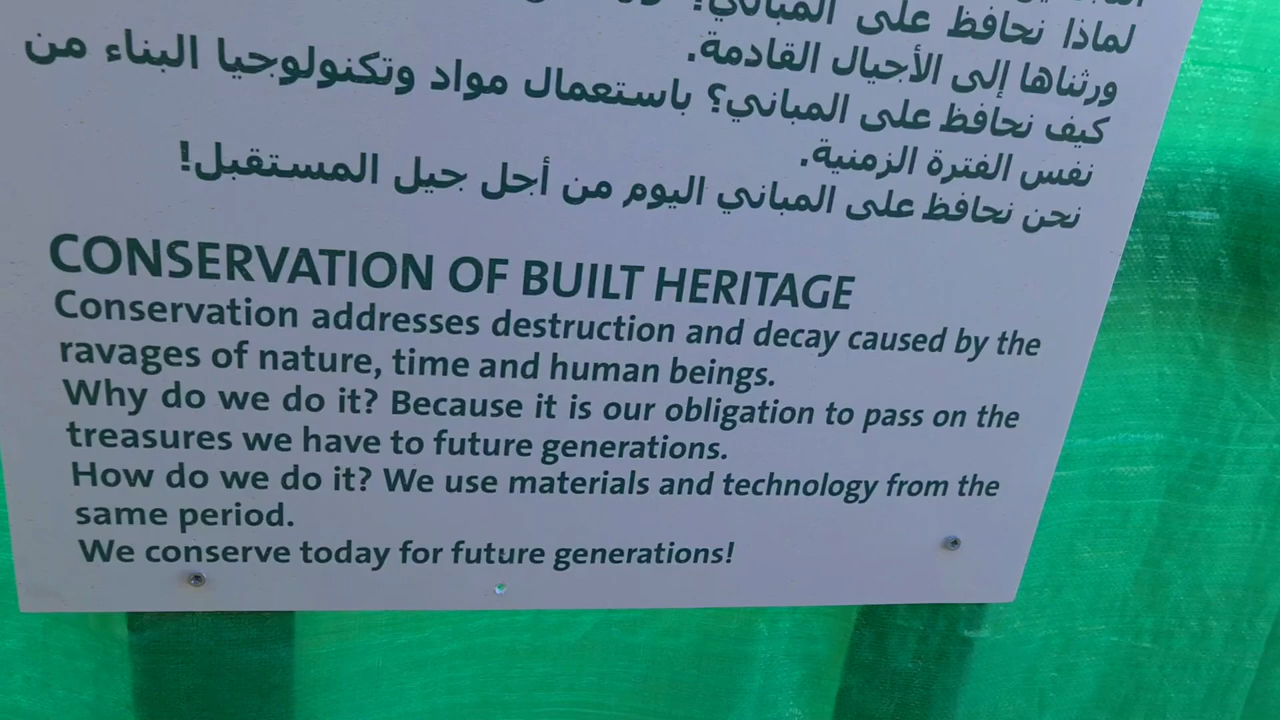 لماذا نحافظ على المباني؟
ورثناها إلى الأجيال القادمة.
كيف نحافظ على المباني؟ باستعمال مواد وتكنولوجيا البناء من
نفس الفترة الزمنية.
نحن نحافظ على المباني اليوم من أجل جيل المستقبل!
CONSERVATION OF BUILT HERITAGE
Conservation addresses destruction and decay caused by the
ravages of nature, time and human beings.
Why do we do it? Because it is our obligation to pass on the
treasures we have to future generations.
How do we do it? We use materials and technology from the
same period.
We conserve today for future generations!